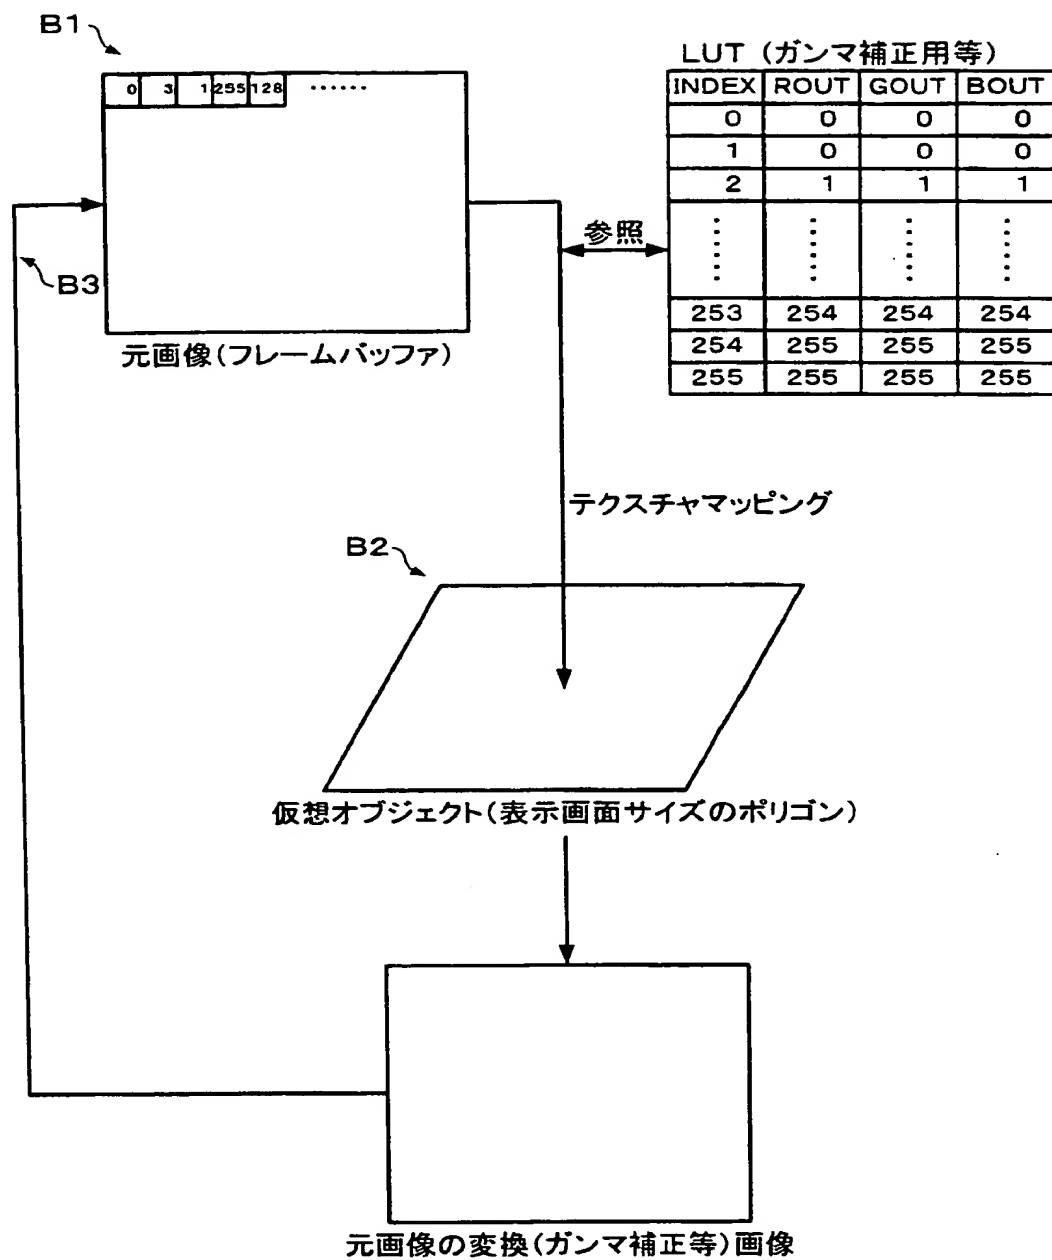 B1
0 3 1 255 128 ……
LUT (ガンマ補正用等)
INDEX ROUT GOUT BOUT
0 0 0 0
1 0 0 0
2 1 1 1
253 254 254 254
254 255 255 255
255 255 255 255
参照
B3
元画像(フレームバッファ)
テクスチャマッピング
B2
仮想オブジェクト(表示画面サイズのポリゴン)
元画像の変換(ガンマ補正等)画像